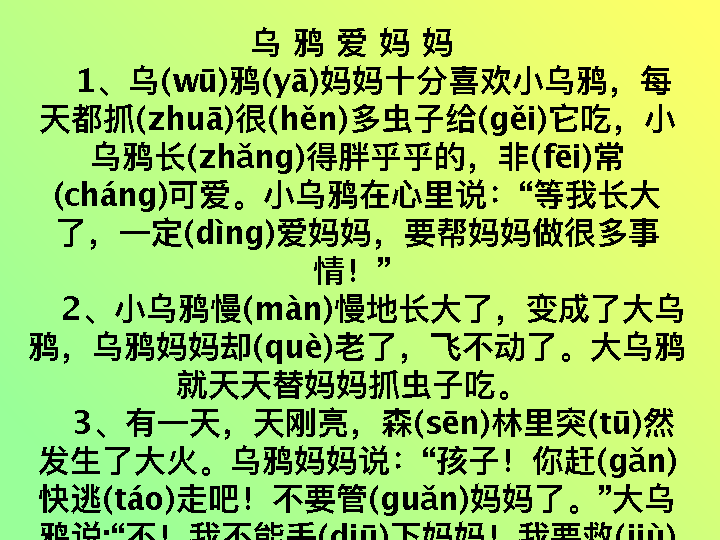 乌 鸦 爱 妈 妈
1、乌(wū)鸦(yā)妈妈十分喜欢小乌鸦，每
天都抓(zhuā)很(hěn)多虫子给(gěi)它吃，小
乌鸦长(zhǎng)得胖乎乎的，非(fēi)常
(cháng)可爱。小乌鸦在心里说：“等我长大
了，一定(dìng)爱妈妈，要帮妈妈做很多事
情！”
2、小乌鸦慢(màn)慢地长大了，变成了大乌
鸦，乌鸦妈妈却(què)老了，飞不动了。大乌鸦
就天天替妈妈抓虫子吃。
3、有一天，天刚亮，森(sēn)林里突(tū)然
发生了大火。乌鸦妈妈说：“孩子！你赶(gǎn)
快逃(táo)走吧！不要管(guǎn)妈妈了。”大乌
鸦说:“不！我不能丢(diū)下妈妈！我要救(jiù)